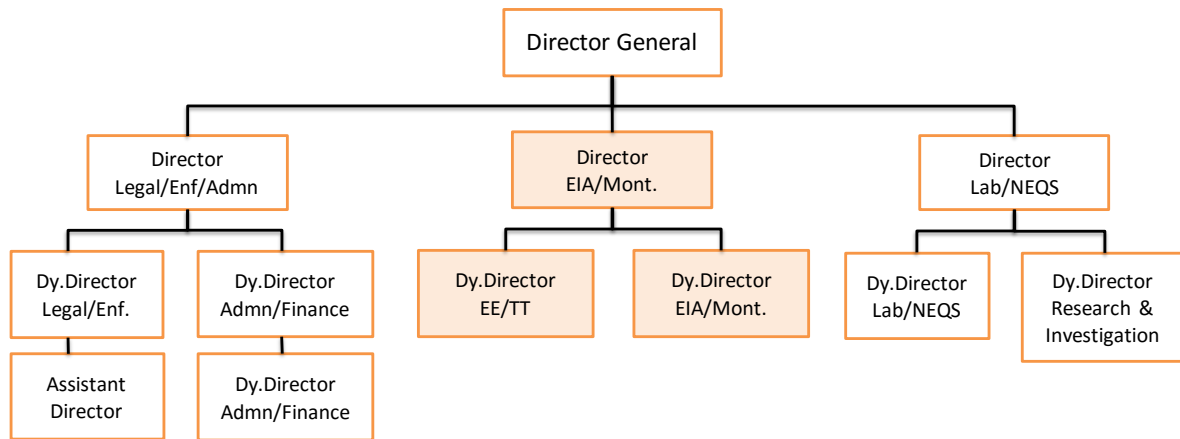 Director General
Director
Legal/Enf/Admn
Director
EIA/Mont.
Director
Lab/NEQS
Dy.Director
Legal/Enf.
Dy.Director
Admn/Finance
Dy.Director
EE/TT
Dy.Director
EIA/Mont.
Dy.Director
Lab/NEQS
Dy.Director
Research &
Investigation
Assistant
Director
Dy.Director
Admn/Finance